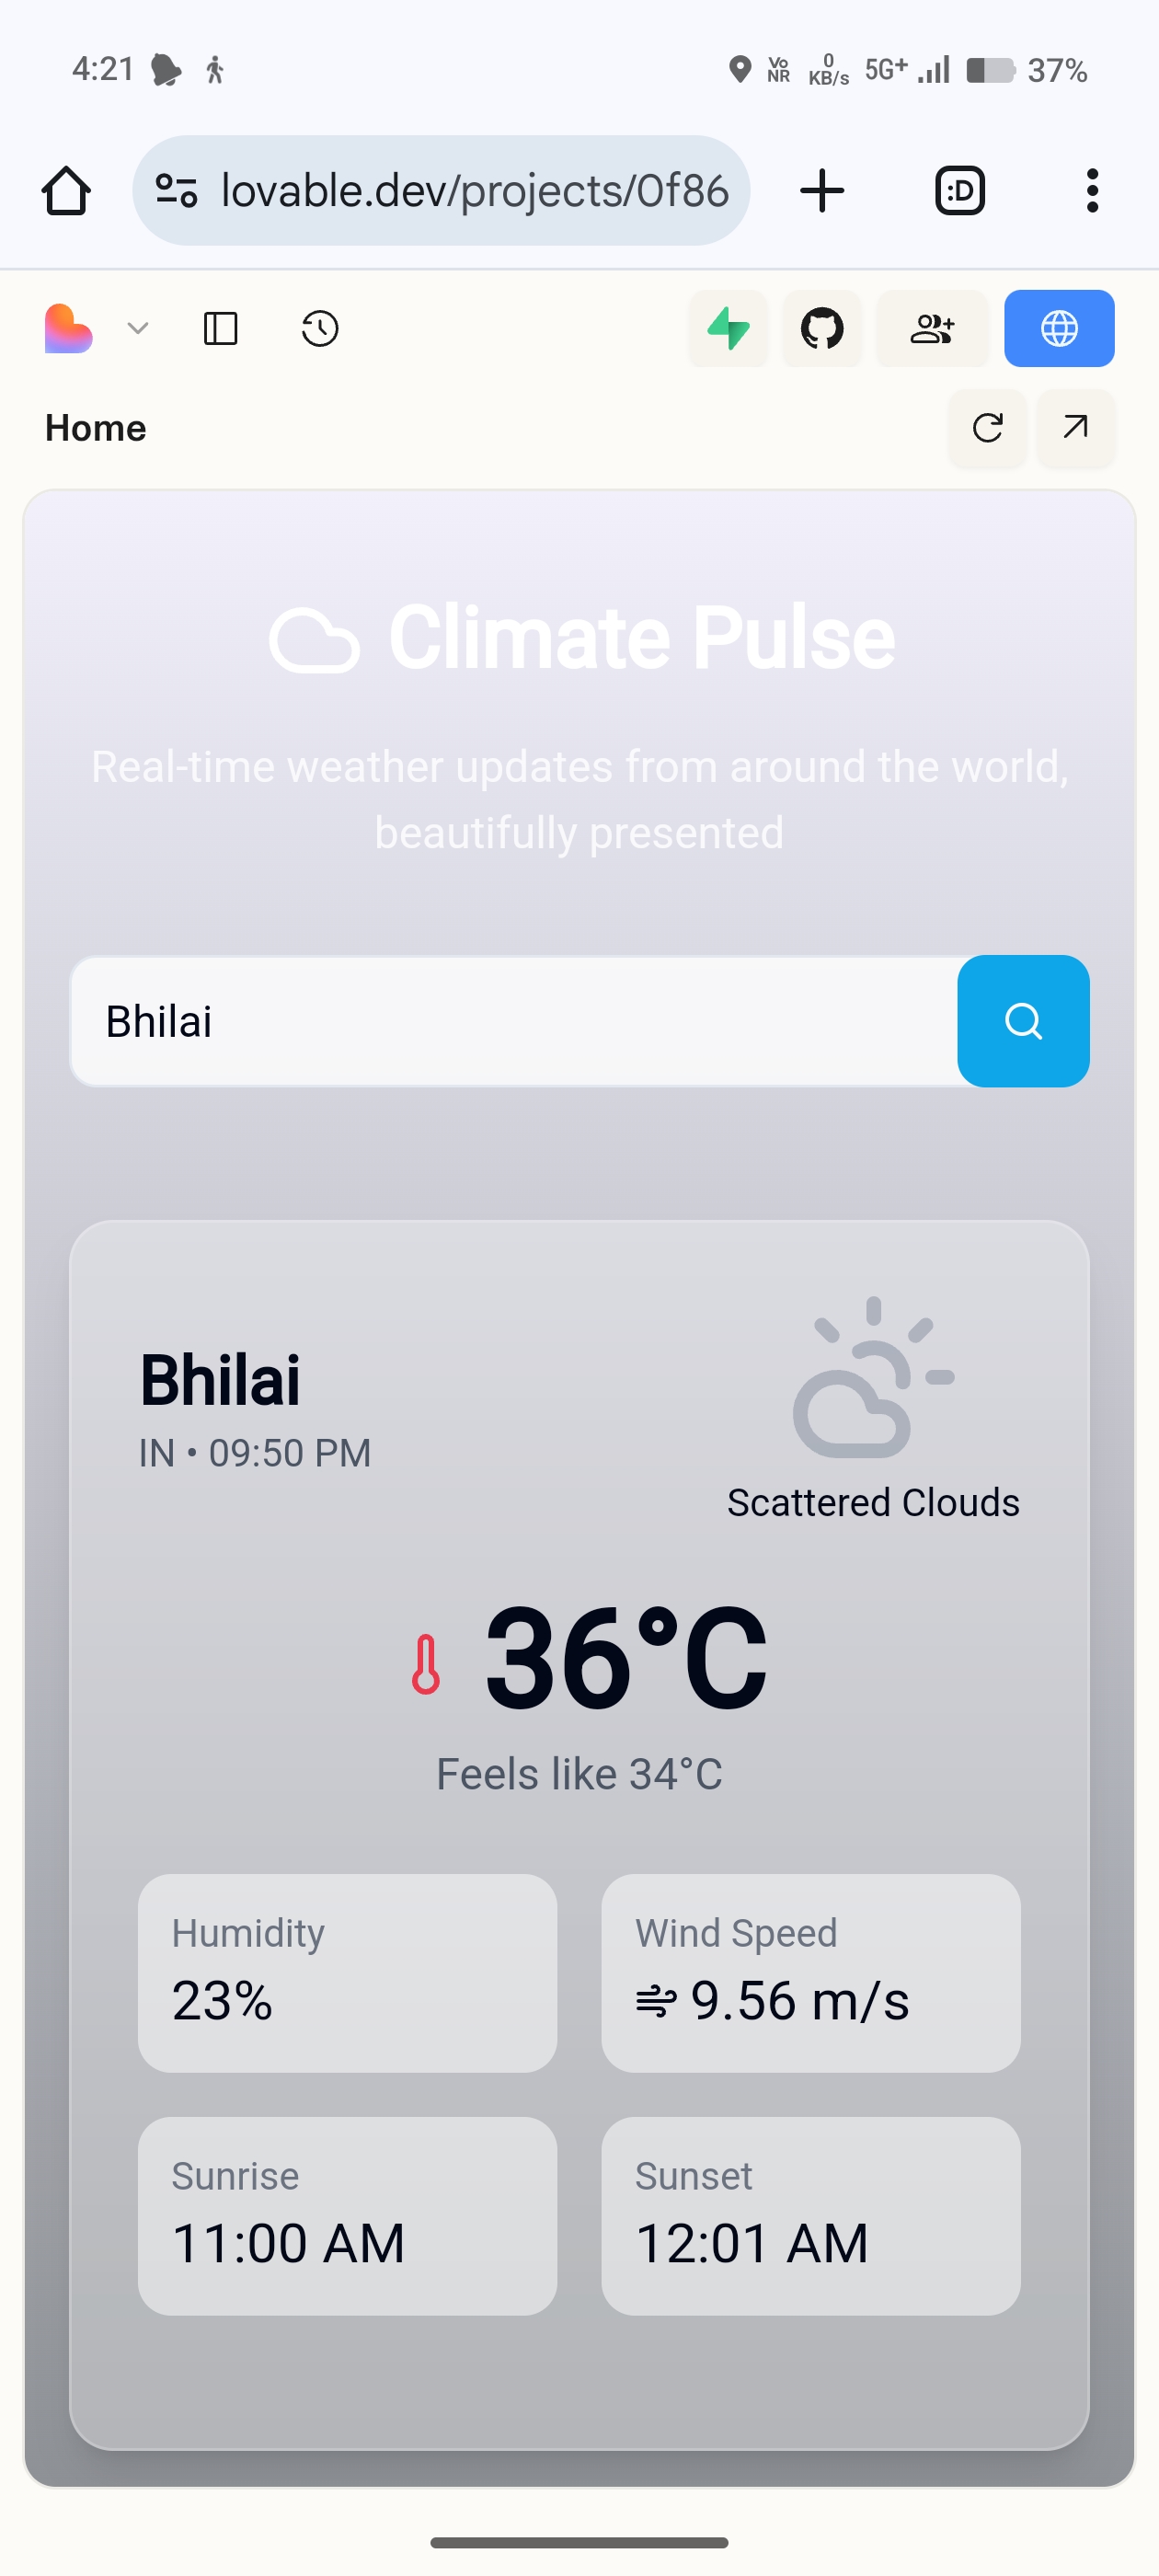 4:21
Vo NR
0 KB/s
5G+
37%
lovable.dev/projects/0f86
:D
Home
Climate Pulse
Real-time weather updates from around the world,
beautifully presented
Bhilai
Bhilai
IN • 09:50 PM
Scattered Clouds
36°C
Feels like 34°C
Humidity
Wind Speed
23%
9.56 m/s
Sunrise
Sunset
11:00 AM
12:01 AM